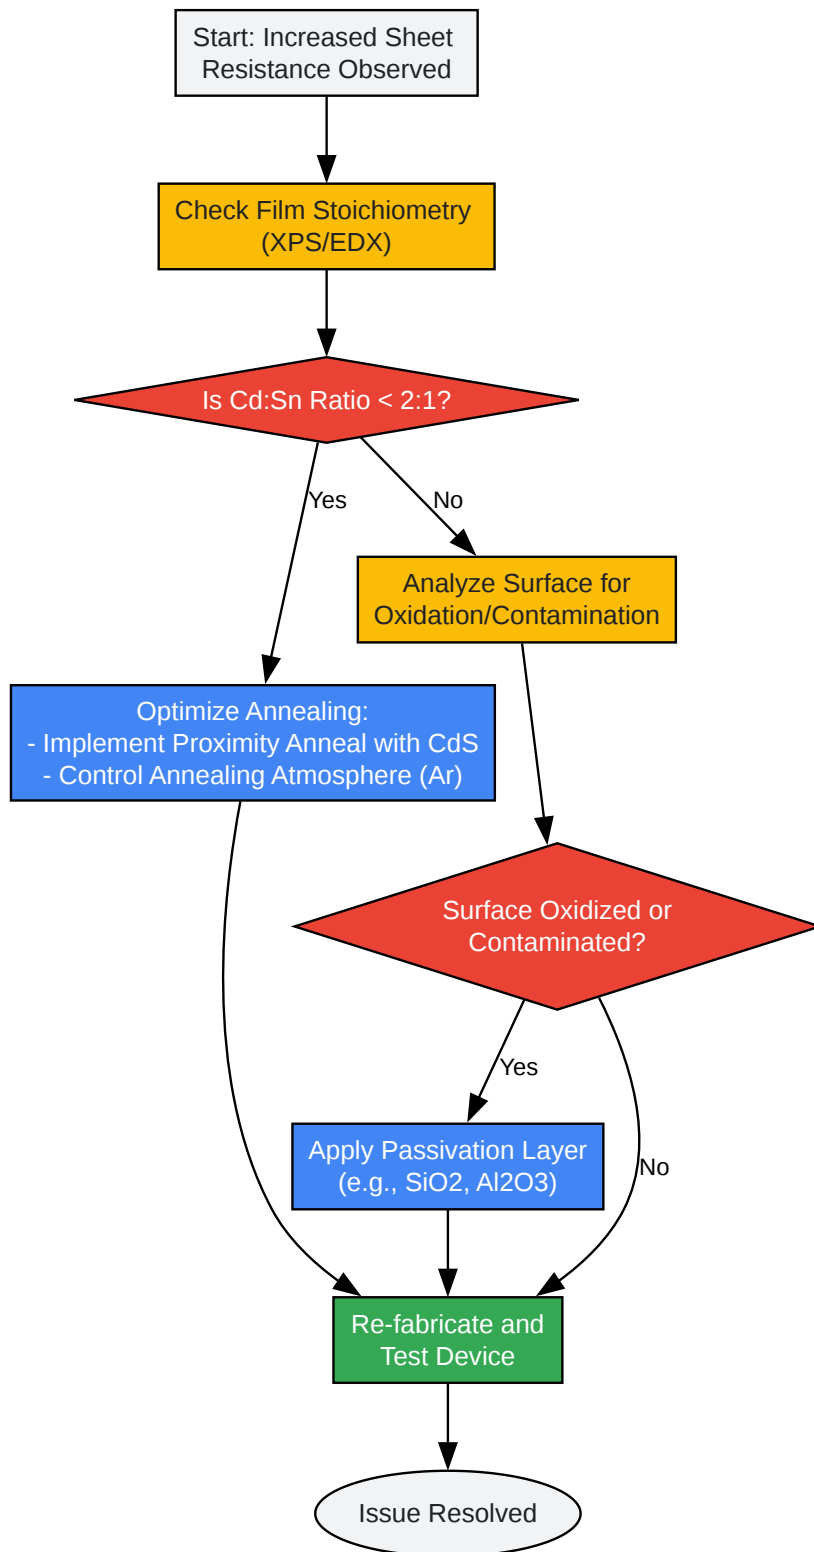 Start: Increased Sheet
Resistance Observed
Check Film Stoichiometry
(XPS/EDX)
Is Cd:Sn Ratio < 2:1?
Yes
No
Analyze Surface for
Oxidation/Contamination
Optimize Annealing:
- Implement Proximity Anneal with CdS
- Control Annealing Atmosphere (Ar)
Surface Oxidized or
Contaminated?
Yes
No
Apply Passivation Layer
(e.g., SiO2, Al2O3)
Re-fabricate and
Test Device
Issue Resolved